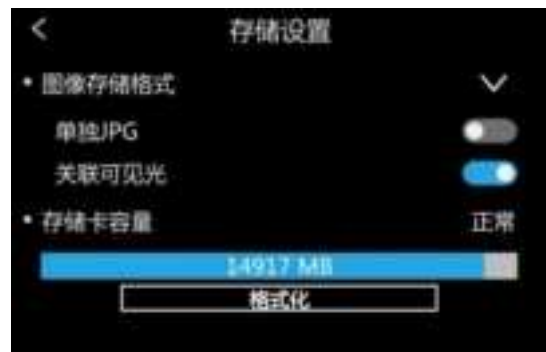 存储设置
图像存储格式
单独JPG
关联可见光
存储卡容量 正常
14917 MB
格式化